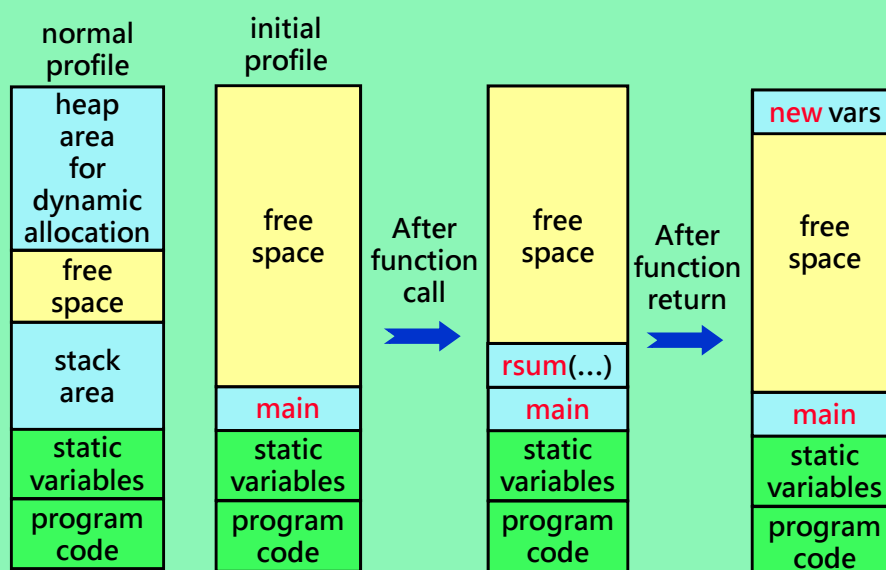 normal
profile
heap
area
for
dynamic
allocation
free
space
stack
area
static
variables
program
code
initial
profile
free
space
main
static
variables
program
code
After
function
call
free
space
rsum(...)
main
static
variables
program
code
After
function
return
new vars
free
space
main
static
variables
program
code